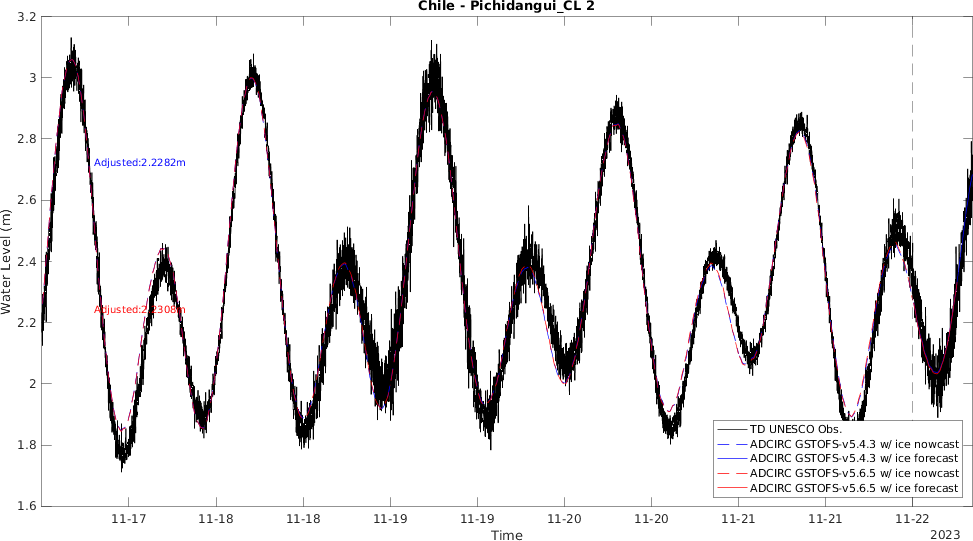 Chile - Pichidangui_CL 2
3.2
3
2.8
2.6
2.4
2.2
2
1.8
1.6
Water Level (m)
Adjusted:2.2282m
Adjusted:2.2308m
TD UNESCO Obs.
ADCIRC GSTOFS-v5.4.3 w/ ice nowcast
ADCIRC GSTOFS-v5.4.3 w/ ice forecast
ADCIRC GSTOFS-v5.6.5 w/ ice nowcast
ADCIRC GSTOFS-v5.6.5 w/ ice forecast
11-17 11-18 11-18 11-19 11-19 11-20 11-20 11-21 11-21 11-22
Time
2023